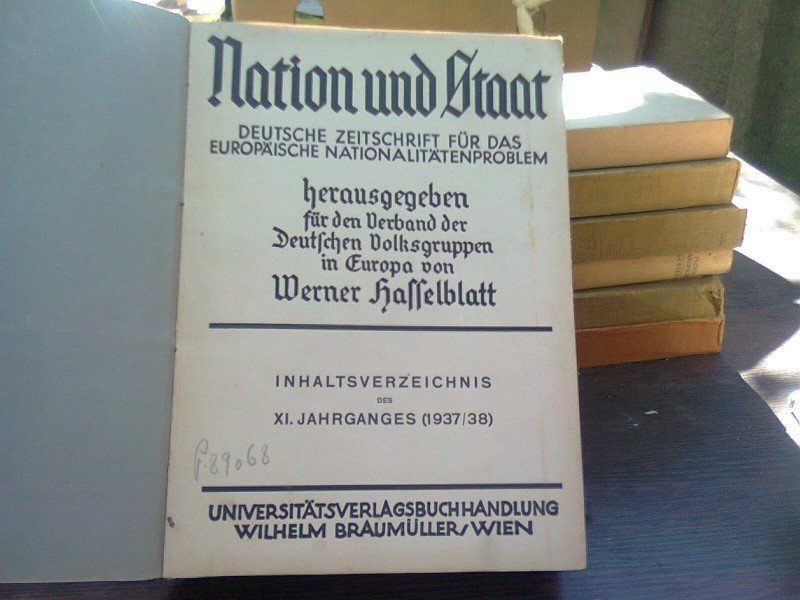 Nation und Staat
DEUTSCHE ZEITSCHRIFT FÜR DAS
EUROPÄISCHE NATIONALITÄTENPROBLEM
herausgegeben
für den Verband der
Deutschen Volksgruppen
in Europa von
Werner Hasselblatt
INHALTSVERZEICHNIS
DES
XI. JAHRGANGES (1937/38)
P.89068
UNIVERSITÄTSVERLAGSBUCHHANDLUNG
WILHELM BRAUMÜLLER/WIEN